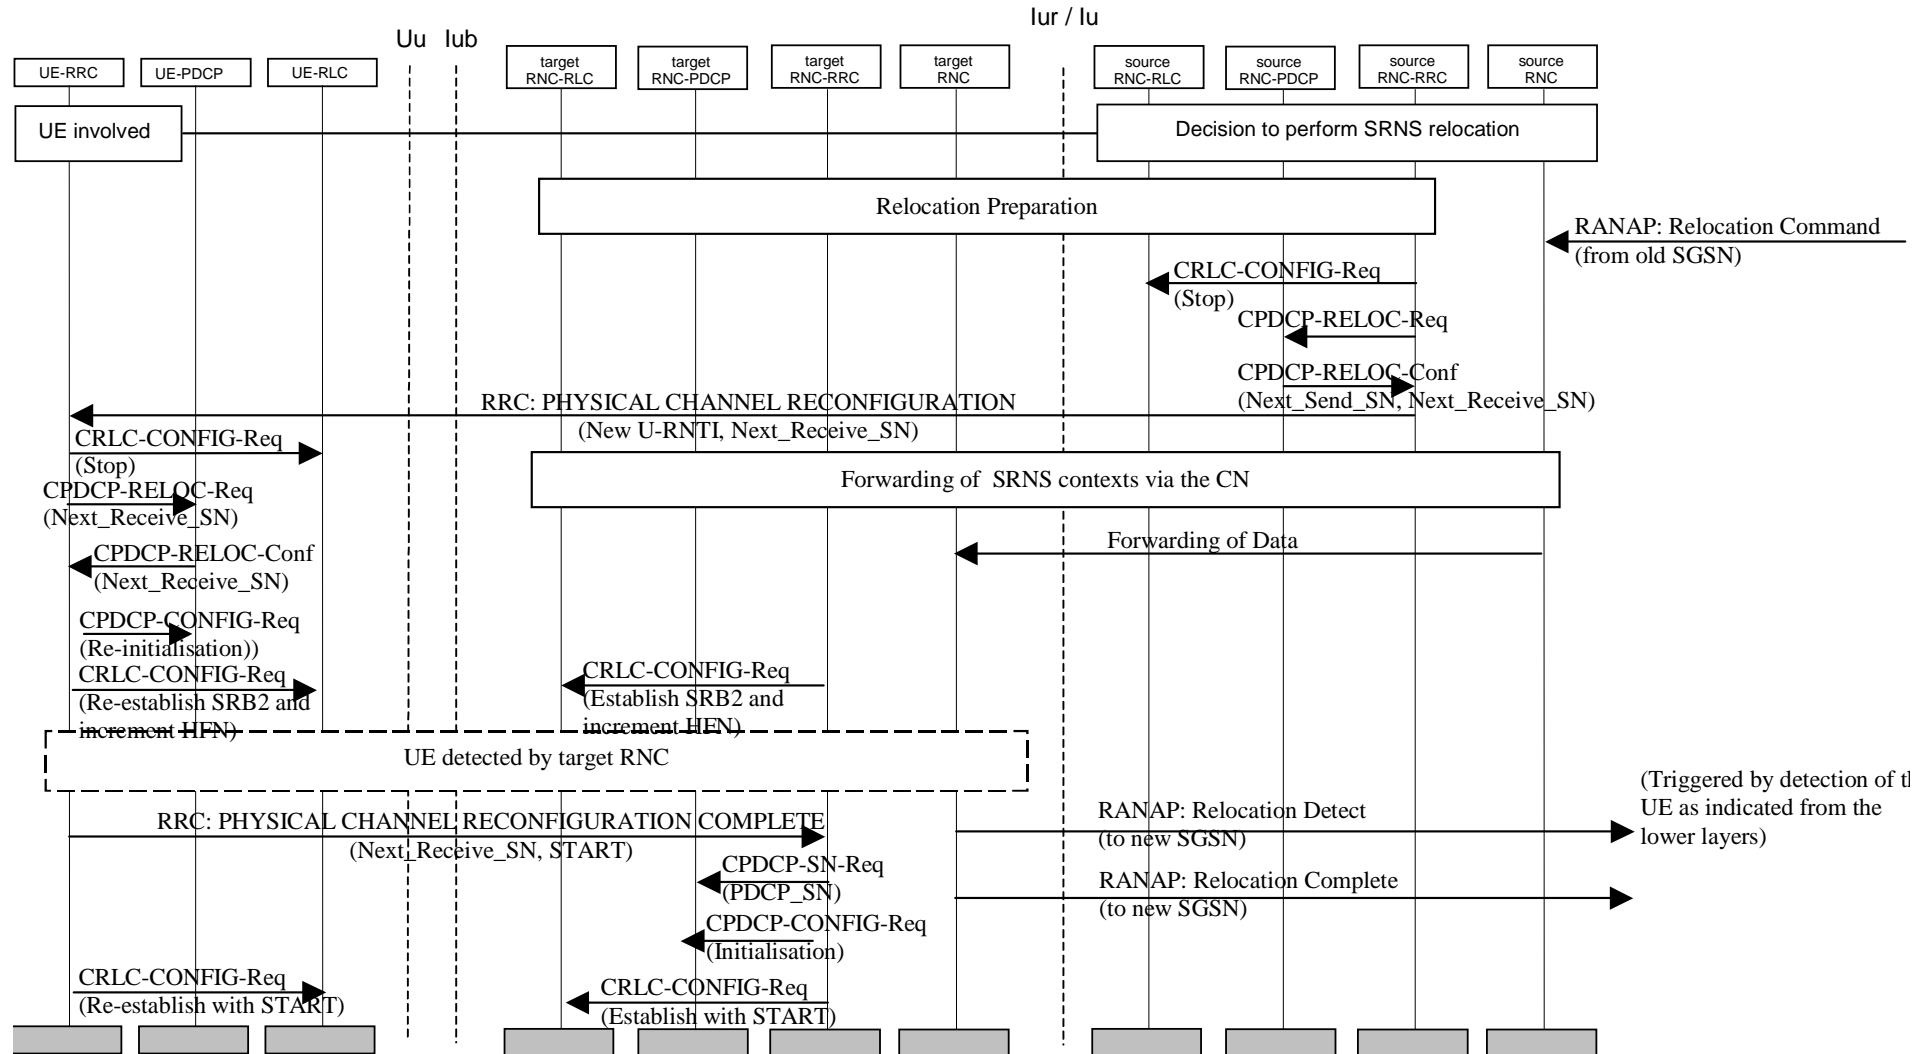 Iur / Iu
Uu
Iub
UE-RRC
UE-PDCP
UE-RLC
target
RNC-RLC
target
RNC-PDCP
target
RNC-RRC
target
RNC
source
RNC-RLC
source
RNC-PDCP
source
RNC-RRC
source
RNC
UE involved
Decision to perform SRNS relocation
Relocation Preparation
RANAP: Relocation Command
(from old SGSN)
CRLC-CONFIG-Req
(Stop)
CPDCP-RELOC-Req
CPDCP-RELOC-Conf
(Next_Send_SN, Next_Receive_SN)
RRC: PHYSICAL CHANNEL RECONFIGURATION
(New U-RNTI, Next_Receive_SN)
CRLC-CONFIG-Req
(Stop)
Forwarding of SRNS contexts via the CN
CPDCP-RELOC-Req
(Next_Receive_SN)
Forwarding of Data
CPDCP-RELOC-Conf
(Next_Receive_SN)
CPDCP-CONFIG-Req
(Re-initialisation))
CRLC-CONFIG-Req
(Re-establish SRB2 and
increment HFN)
CRLC-CONFIG-Req
(Establish SRB2 and
increment HFN)
UE detected by target RNC
(Triggered by detection of th
UE as indicated from the
lower layers)
RRC: PHYSICAL CHANNEL RECONFIGURATION COMPLETE
(Next_Receive_SN, START)
RANAP: Relocation Detect
(to new SGSN)
CPDCP-SN-Req
(PDCP_SN)
RANAP: Relocation Complete
(to new SGSN)
CPDCP-CONFIG-Req
(Initialisation)
CRLC-CONFIG-Req
(Re-establish with START)
CRLC-CONFIG-Req
(Establish with START)